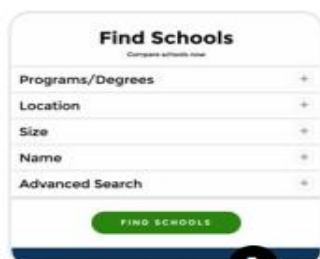 Find Schools
Compare schools now
Programs/Degrees +
Location +
Size +
Name +
Advanced Search +
FIND SCHOOLS